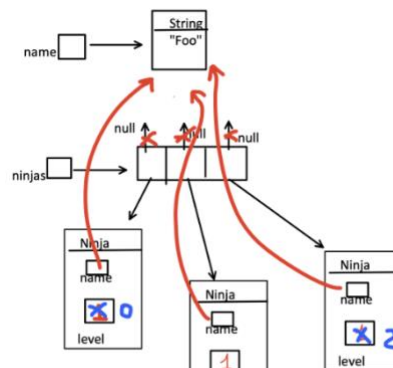 String
"Foo"
name
null
null
null
ninjas
Ninja
name
0
level
Ninja
name
1
Ninja
name
2
level